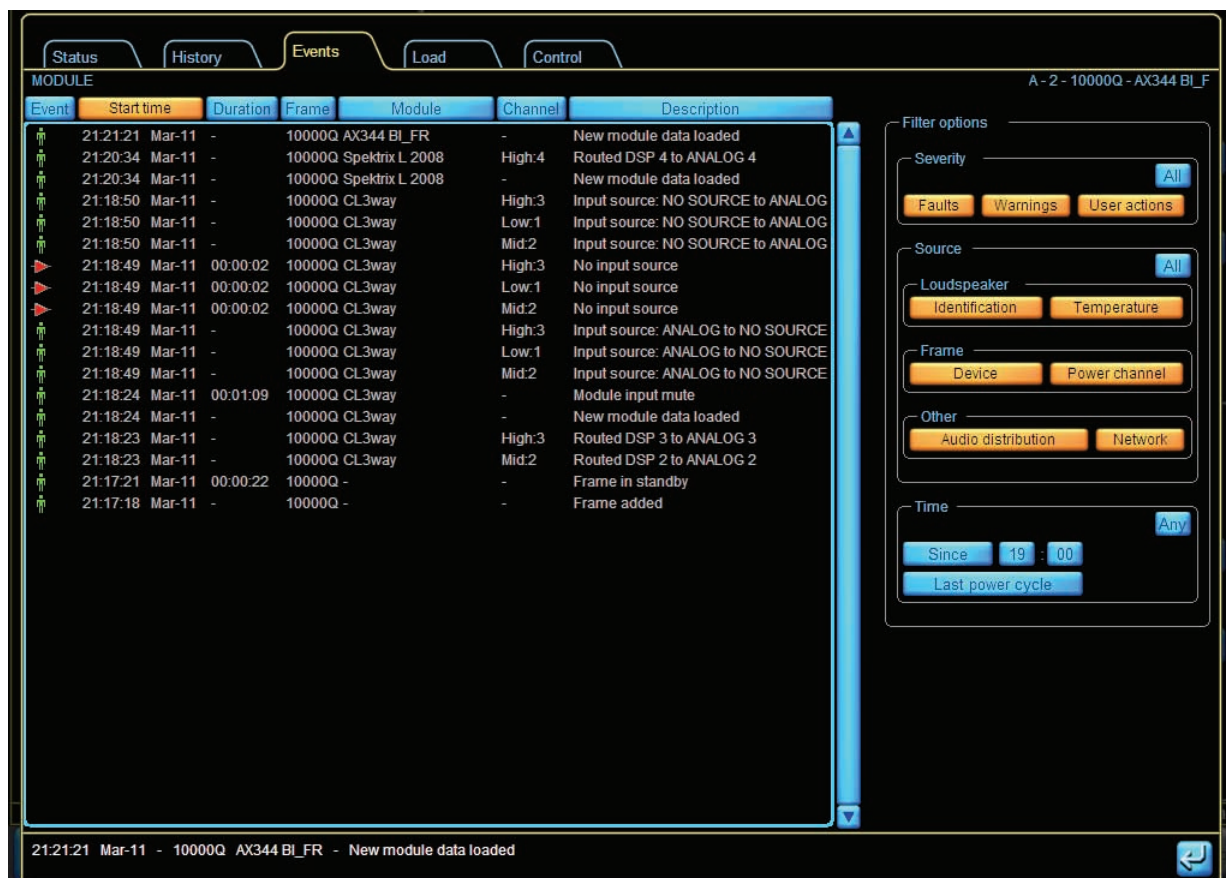 Status History Events Load Control
MODULE A - 2 - 10000Q - AX344 BI_F
Event Start time Duration Frame Module Channel Description
21:21:21 Mar-11 - 10000Q AX344 BI_FR - New module data loaded
21:20:34 Mar-11 - 10000Q Spektrix L 2008 High:4 Routed DSP 4 to ANALOG 4
21:20:34 Mar-11 - 10000Q Spektrix L 2008 - New module data loaded
21:18:50 Mar-11 - 10000Q CL3way High:3 Input source: NO SOURCE to ANALOG
21:18:50 Mar-11 - 10000Q CL3way Low:1 Input source: NO SOURCE to ANALOG
21:18:50 Mar-11 - 10000Q CL3way Mid:2 Input source: NO SOURCE to ANALOG
21:18:49 Mar-11 00:00:02 10000Q CL3way High:3 No input source
21:18:49 Mar-11 00:00:02 10000Q CL3way Low:1 No input source
21:18:49 Mar-11 00:00:02 10000Q CL3way Mid:2 No input source
21:18:49 Mar-11 - 10000Q CL3way High:3 Input source: ANALOG to NO SOURCE
21:18:49 Mar-11 - 10000Q CL3way Low:1 Input source: ANALOG to NO SOURCE
21:18:49 Mar-11 - 10000Q CL3way Mid:2 Input source: ANALOG to NO SOURCE
21:18:24 Mar-11 00:01:09 10000Q CL3way - Module input mute
21:18:24 Mar-11 - 10000Q CL3way - New module data loaded
21:18:23 Mar-11 - 10000Q CL3way High:3 Routed DSP 3 to ANALOG 3
21:18:23 Mar-11 - 10000Q CL3way Mid:2 Routed DSP 2 to ANALOG 2
21:17:21 Mar-11 00:00:22 10000Q - - Frame in standby
21:17:18 Mar-11 - 10000Q - - Frame added
Filter options
Severity
All
Faults Warnings User actions
Source
All
Loudspeaker
Identification Temperature
Frame
Device Power channel
Other
Audio distribution Network
Time
Any
Since 19 : 00
Last power cycle
21:21:21 Mar-11 - 10000Q AX344 BI_FR - New module data loaded